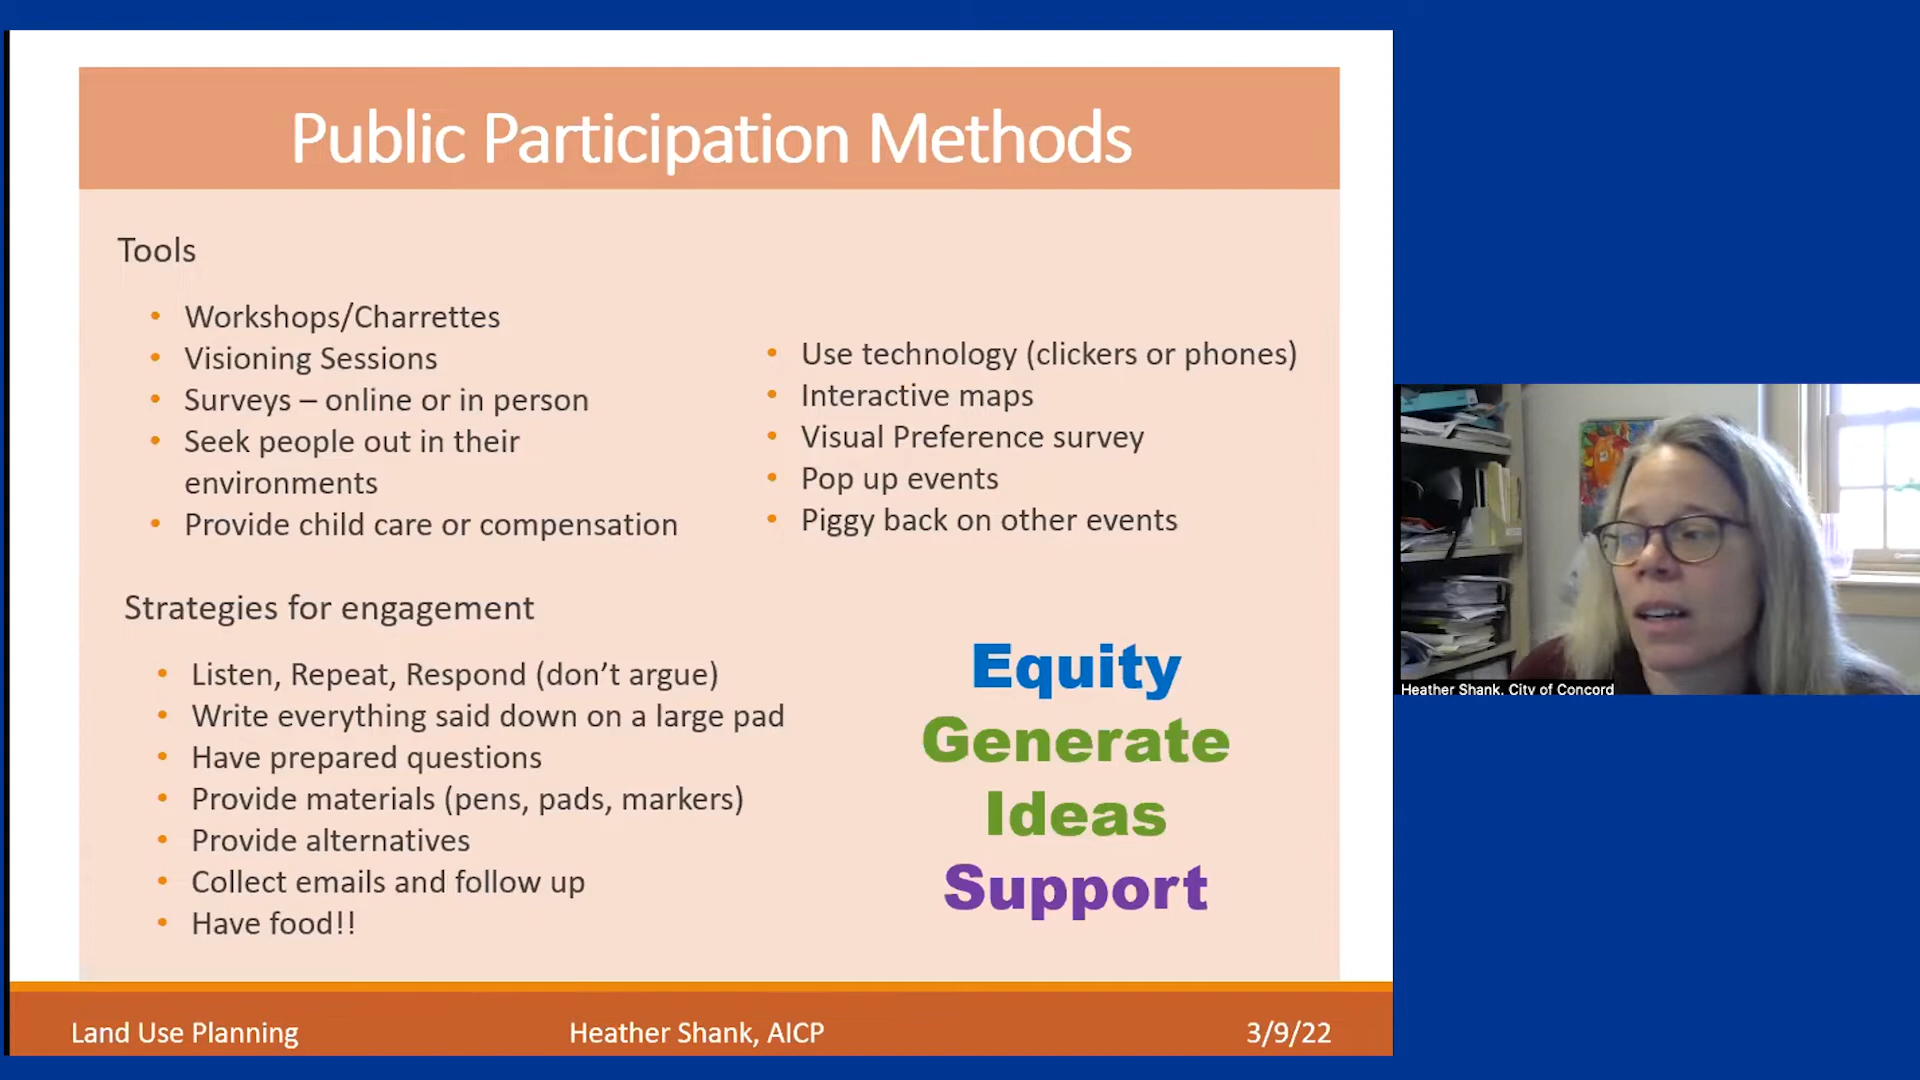 Public Participation Methods
Tools
• Workshops/Charrettes
• Visioning Sessions
• Surveys – online or in person
• Seek people out in their
environments
• Provide child care or compensation
• Use technology (clickers or phones)
• Interactive maps
• Visual Preference survey
• Pop up events
• Piggy back on other events
Strategies for engagement
• Listen, Repeat, Respond (don’t argue)
• Write everything said down on a large pad
• Have prepared questions
• Provide materials (pens, pads, markers)
• Provide alternatives
• Collect emails and follow up
• Have food!!
Equity
Generate
Ideas
Support
Heather Shank, City of Concord
Land Use Planning
Heather Shank, AICP
3/9/22